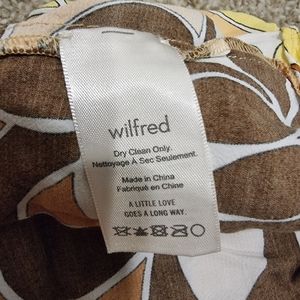 wilfred
Dry Clean Only.
Nettoyage À Sec Seulement.
Made in China
Fabriqué en Chine
A LITTLE LOVE
GOES A LONG WAY.